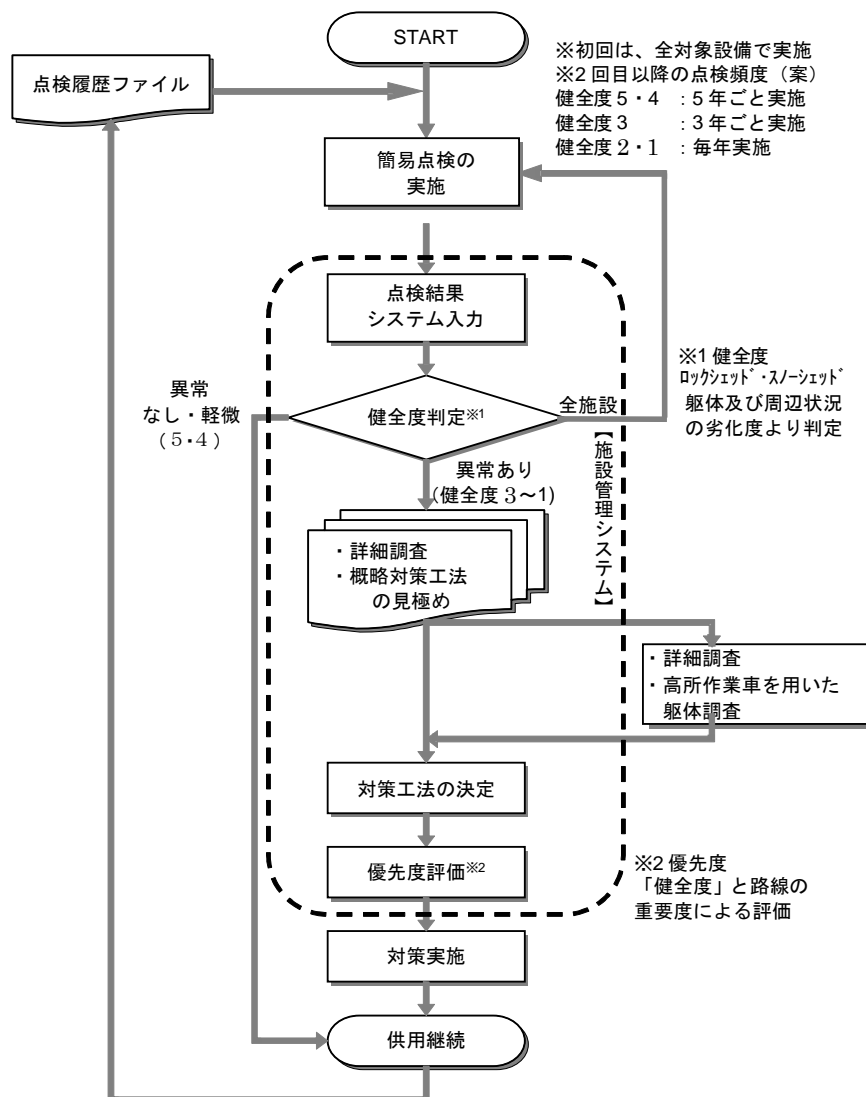 START
※初回は、全対象設備で実施
※2回目以降の点検頻度（案）
健全度5・4 ：5年ごと実施
健全度3 ：3年ごと実施
健全度2・1 ：毎年実施
点検履歴ファイル
簡易点検の
実施
点検結果
システム入力
※1 健全度
ﾛｯｸｼｪｯﾄﾞ・ｽﾉｰｼｪｯﾄﾞ
躯体及び周辺状況
の劣化度より判定
異常
なし・軽微
（5・4）
健全度判定※1
全施設
【施設管理システム】
異常あり
(健全度3～1)
・詳細調査
・概略対策工法
の見極め
・詳細調査
・高所作業車を用いた
躯体調査
対策工法の決定
優先度評価※2
※2 優先度
「健全度」と路線の
重要度による評価
対策実施
供用継続